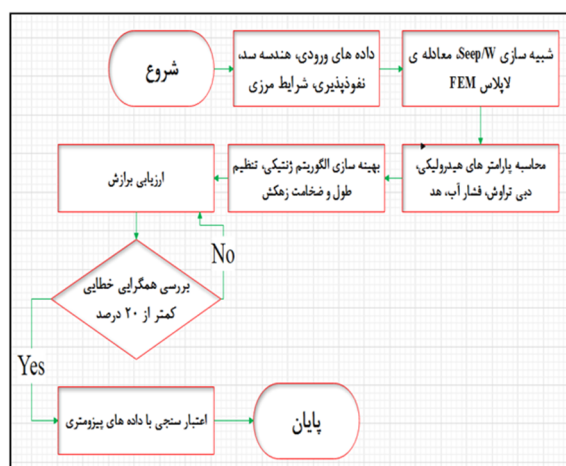 شروع
داده های ورودی، هندسه سد،
نفوذپذیری، شرایط مرزی
شبیه سازی Seep/W، معادله ی
لاپلاس FEM
محاسبه پارامتر های هیدرولیکی،
دبی تراوش، فشار آب، هد
بهینه سازی الگوریتم ژنتیکی، تنظیم
طول و ضخامت زهکش
ارزیابی برازش
بررسی همگرایی خطایی
کمتر از ۲۰ درصد
No
Yes
اعتبار سنجی با داده های پیزومتری
پایان